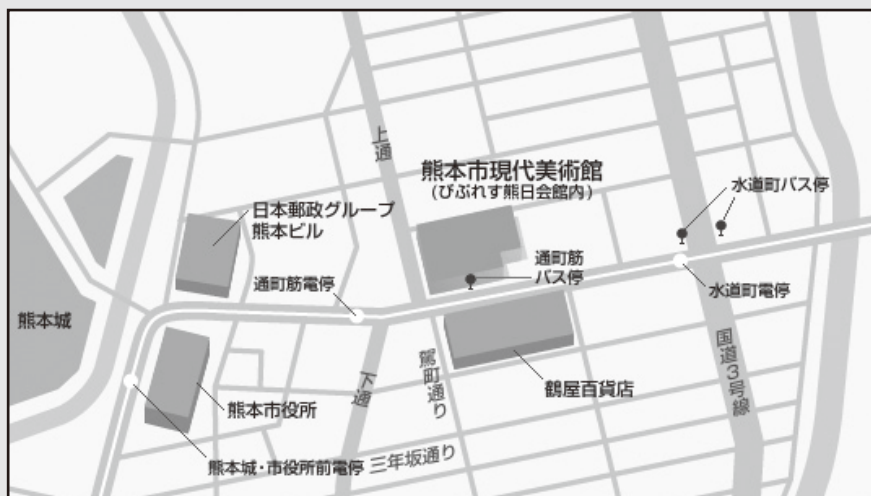 上通
熊本市現代美術館
(びぷれす熊日会館内)
水道町バス停
日本郵政グループ
熊本ビル
通町筋
バス停
通町筋電停
水道町電停
熊本城
国道3号線
駕町通り
下通
鶴屋百貨店
熊本市役所
三年坂通り
熊本城・市役所前電停